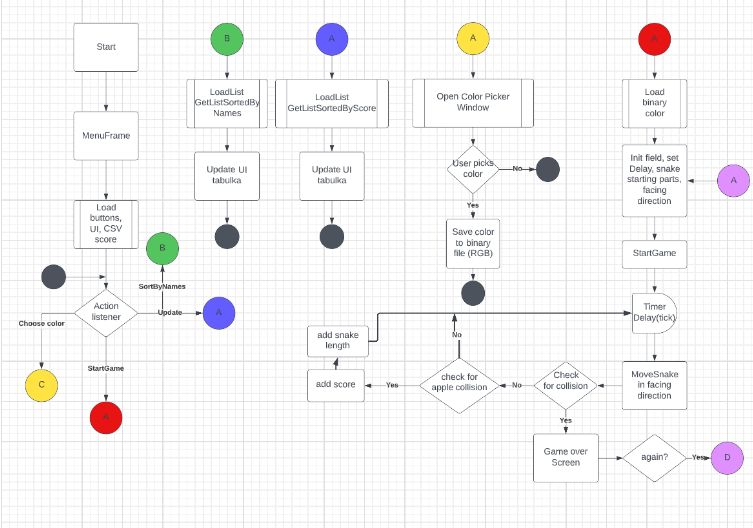 Start
MenuFrame
Load
buttons,
UI, CSV
score
Action
listener
Choose color
C
StartGame
A
SortByNames
B
Update
A
B
LoadList
GetListSortedBy
Names
Update UI
tabulka
A
LoadList
GetListSortedByScore
Update UI
tabulka
A
Open Color Picker
Window
User picks
color
No
Yes
Save color
to binary
file (RGB)
A
Load
binary
color
Init field, set
Delay, snake
starting parts,
facing
direction
A
StartGame
Timer
Delay(tick)
MoveSnake
in facing
direction
Check
for collision
No
check for
apple collision
No
Yes
add score
add snake
length
Yes
Game over
Screen
again?
Yes
D